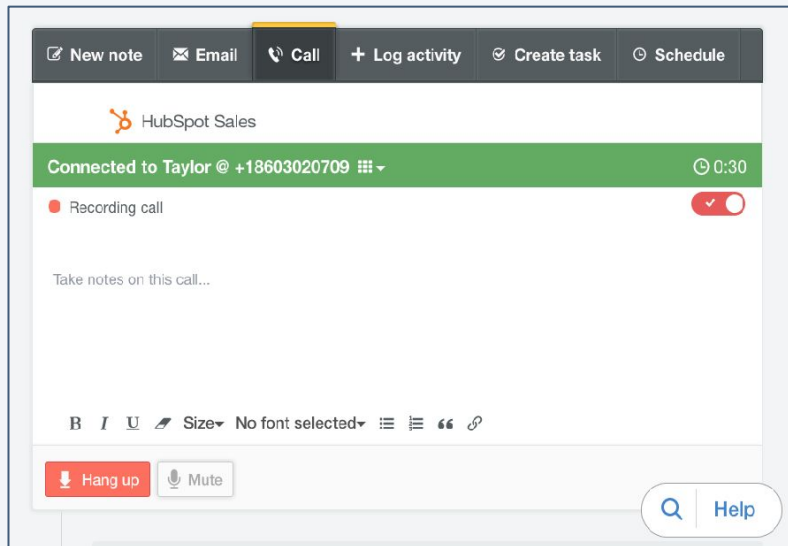 New note Email Call + Log activity Create task Schedule
HubSpot Sales
Connected to Taylor @ +18603020709 0:30
Recording call
Take notes on this call...
B I U Size No font selected
Hang up Mute
Help